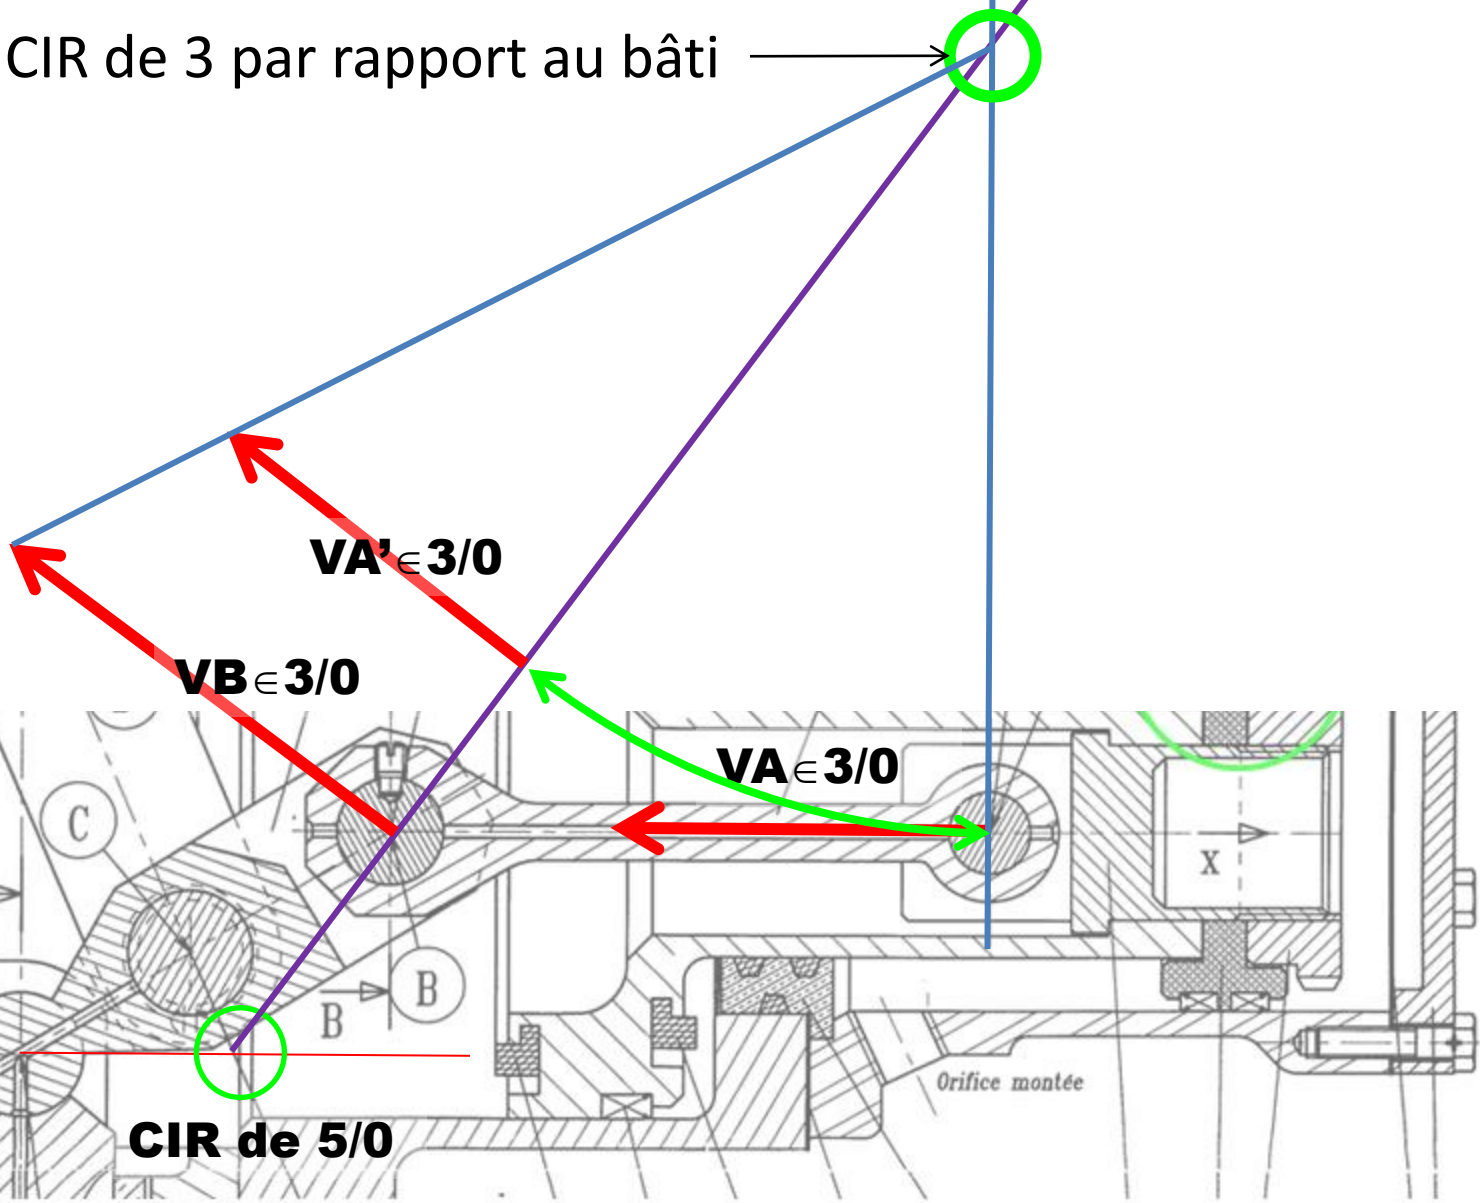 CIR de 3 par rapport au bâti
VA’∈3/0
VB∈3/0
VA∈3/0
C
X
B
B
Orifice montée
CIR de 5/0